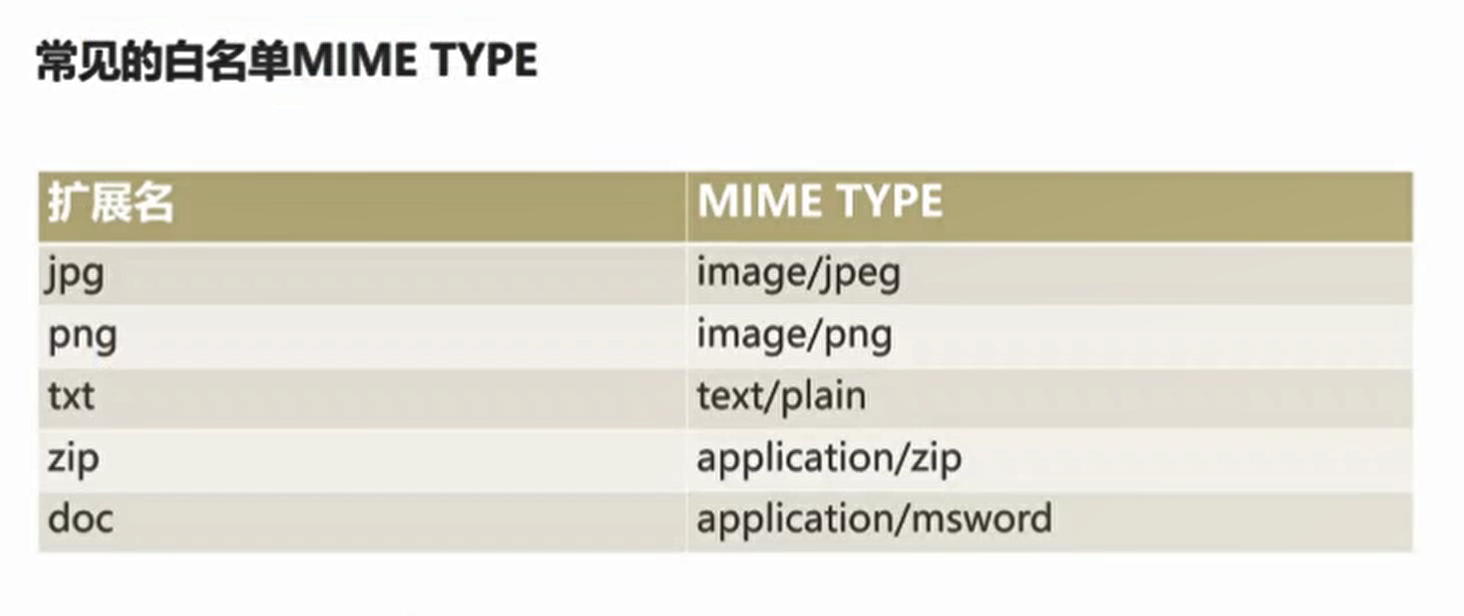 常见的白名单MIME TYPE
扩展名 MIME TYPE
jpg image/jpeg
png image/png
txt text/plain
zip application/zip
doc application/msword